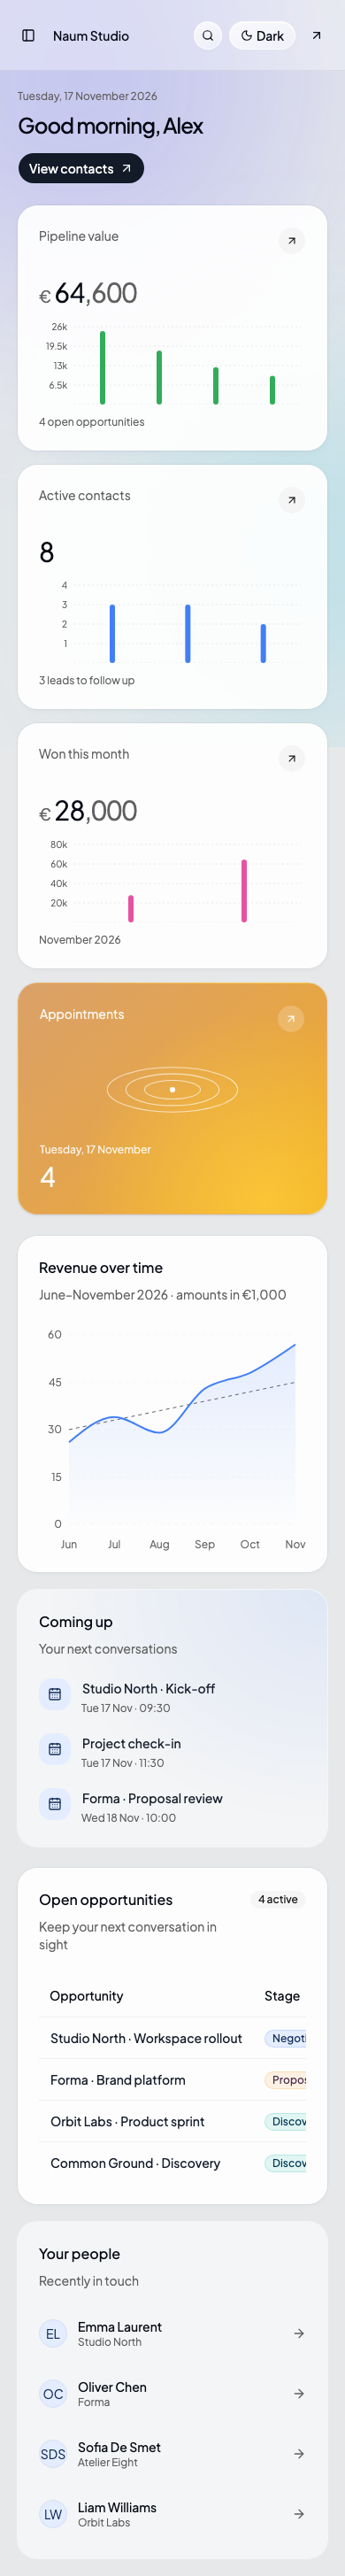 Naum Studio
Dark
Tuesday, 17 November 2026
Good morning, Alex
View contacts
Pipeline value
€ 64,600
26k
19.5k
13k
6.5k
4 open opportunities
Active contacts
8
4
3
2
1
3 leads to follow up
Won this month
€ 28,000
80k
60k
40k
20k
November 2026
Appointments
Tuesday, 17 November
4
Revenue over time
June–November 2026 · amounts in €1,000
60
45
30
15
0
Jun Jul Aug Sep Oct Nov
Coming up
Your next conversations
Studio North · Kick-off
Tue 17 Nov · 09:30
Project check-in
Tue 17 Nov · 11:30
Forma · Proposal review
Wed 18 Nov · 10:00
Open opportunities
4 active
Keep your next conversation in
sight
Opportunity Stage
Studio North · Workspace rollout Negoti
Forma · Brand platform Propos
Orbit Labs · Product sprint Discov
Common Ground · Discovery Discov
Your people
Recently in touch
EL Emma Laurent
Studio North
OC Oliver Chen
Forma
SDS Sofia De Smet
Atelier Eight
LW Liam Williams
Orbit Labs